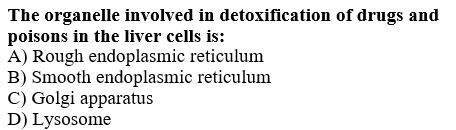 The organelle involved in detoxification of drugs and
poisons in the liver cells is:
A) Rough endoplasmic reticulum
B) Smooth endoplasmic reticulum
C) Golgi apparatus
D) Lysosome